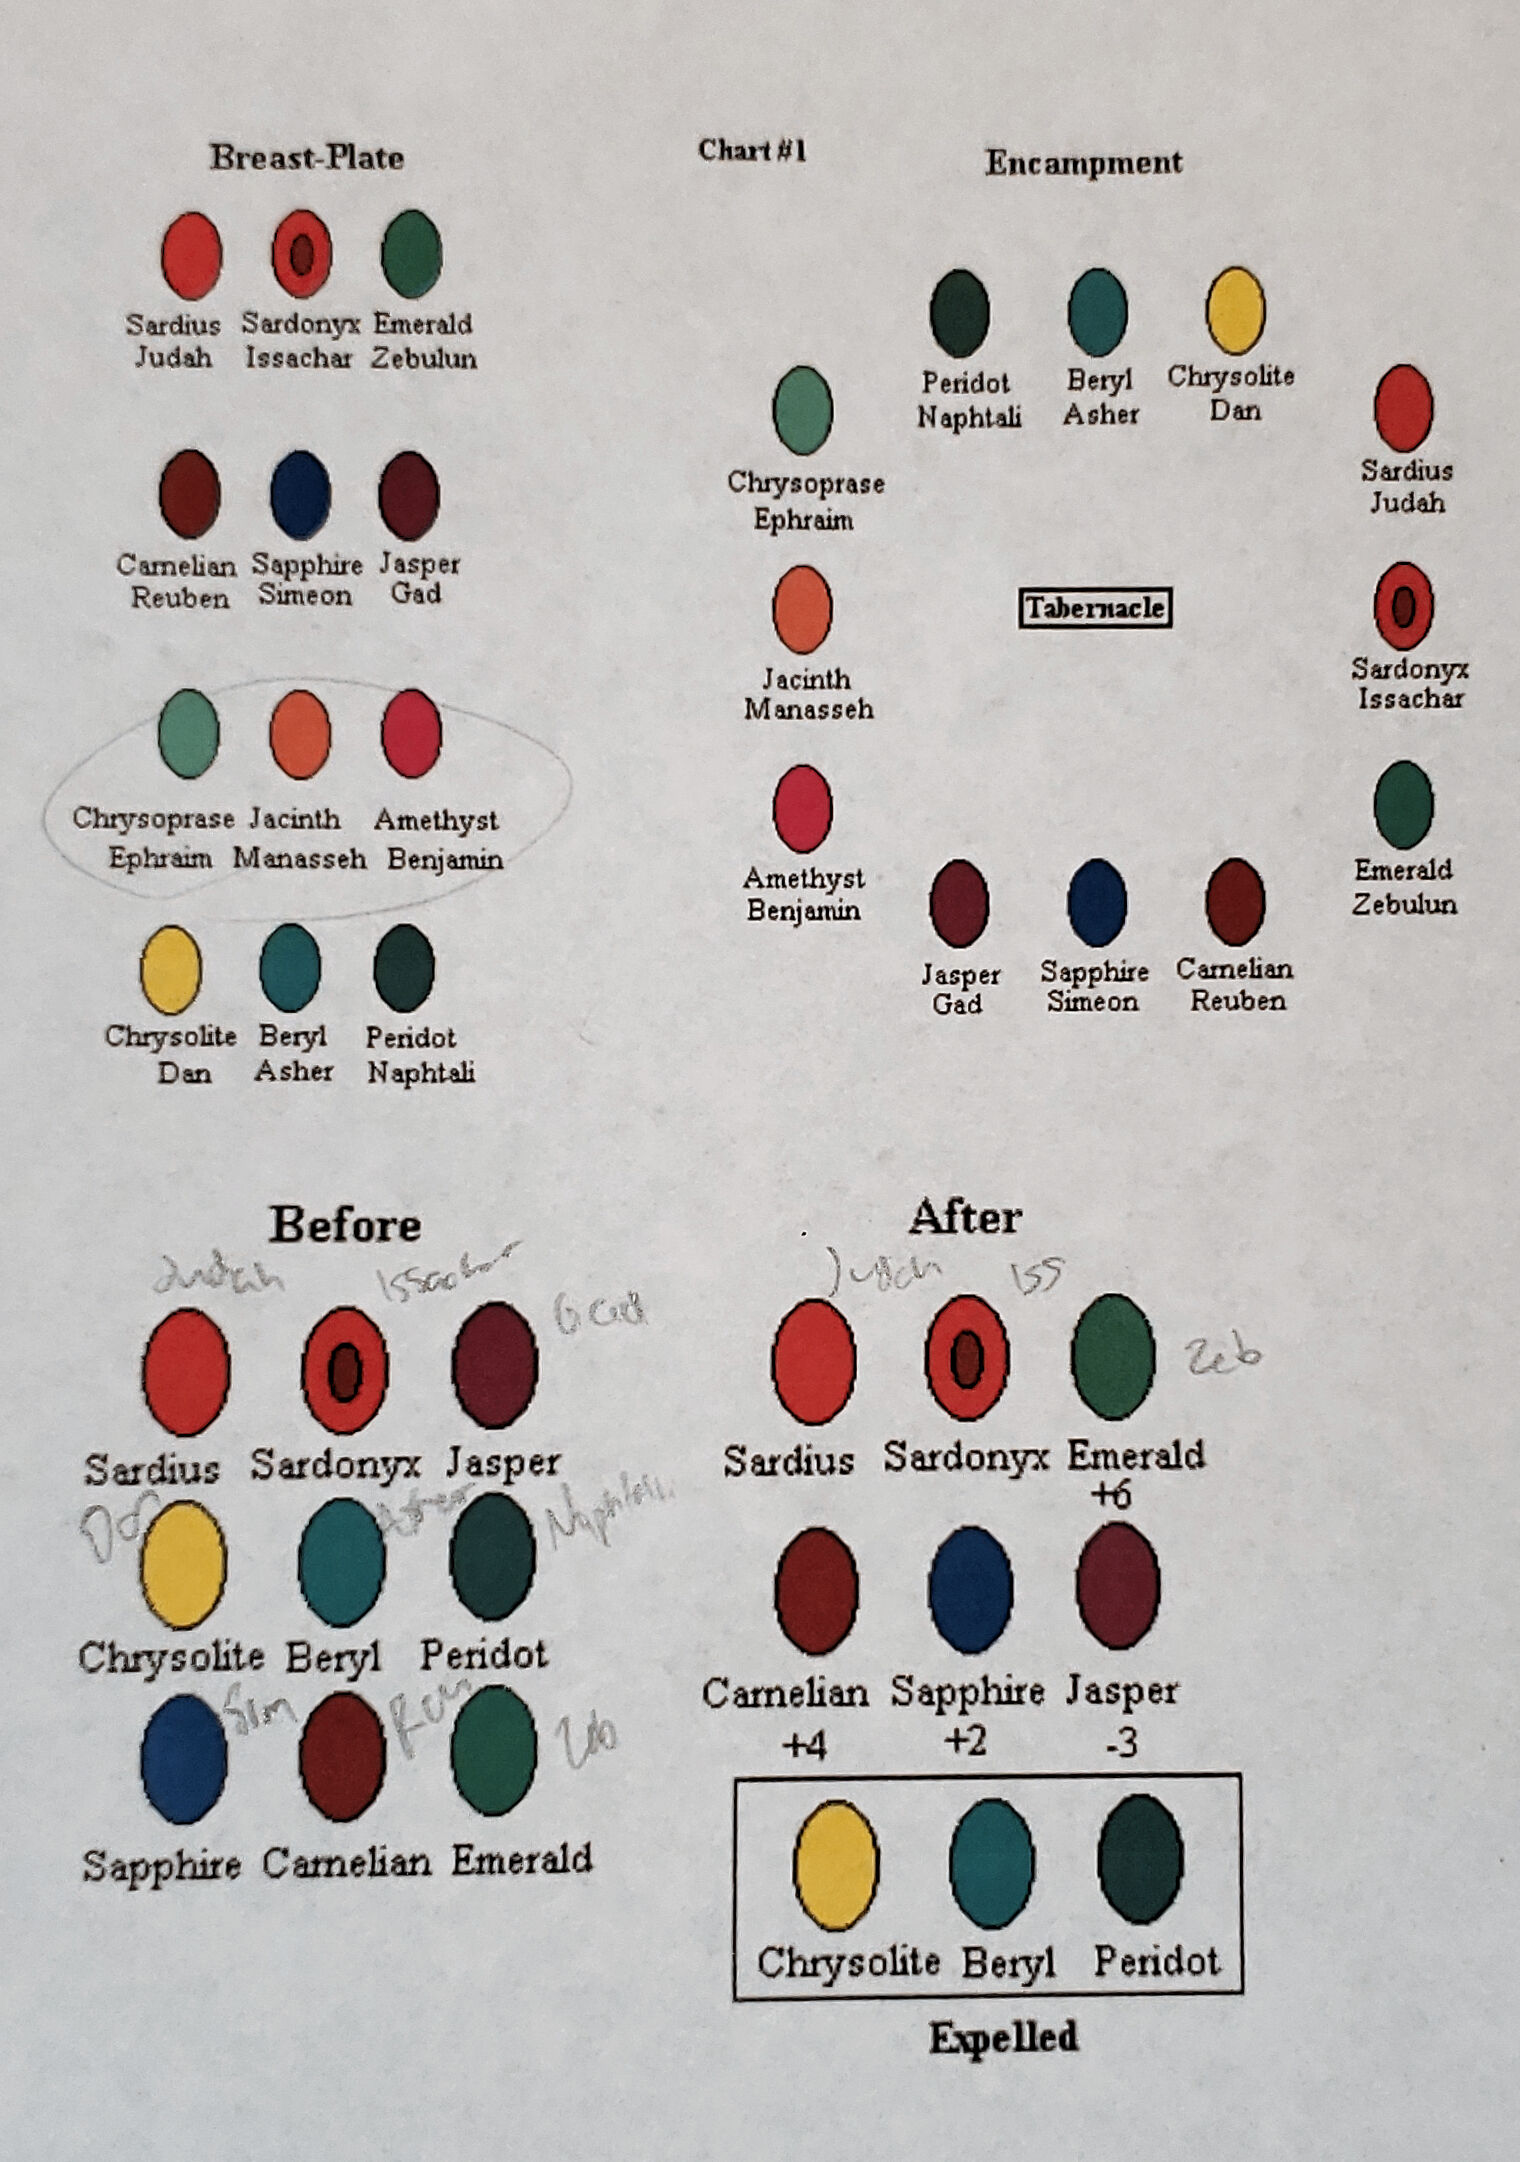 Chart #1
Breast-Plate
Sardius Sardonyx Emerald
Judah Issachar Zebulun
Carnelian Sapphire Jasper
Reuben Simeon Gad
Chrysoprase Jacinth Amethyst
Ephraim Manasseh Benjamin
Chrysolite Beryl Peridot
Dan Asher Naphtali
Encampment
Peridot Beryl Chrysolite
Naphtali Asher Dan
Chrysoprase
Ephraim
Sardius
Judah
Jacinth
Manasseh
Tabernacle
Sardonyx
Issachar
Amethyst
Benjamin
Emerald
Zebulun
Jasper Sapphire Carnelian
Gad Simeon Reuben
Before
Judah Issachar Gad
Sardius Sardonyx Jasper
Asher Naphtali
Chrysolite Beryl Peridot
Sim Zeb
Sapphire Carnelian Emerald
After
Judah Iss Zeb
Sardius Sardonyx Emerald
+6
Carnelian Sapphire Jasper
+4 +2 -3
Chrysolite Beryl Peridot
Expelled